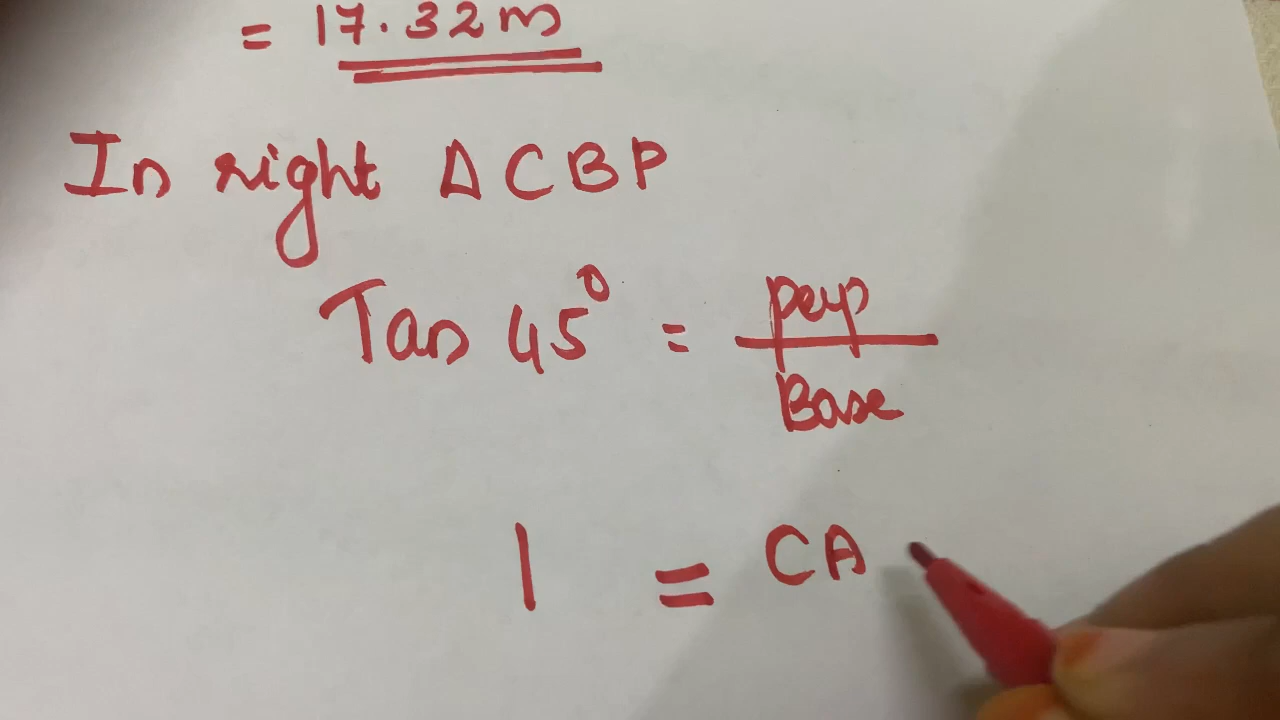 = 17.32m
In right Δ CBP
Tan 45° = perp
Base
1 = CA